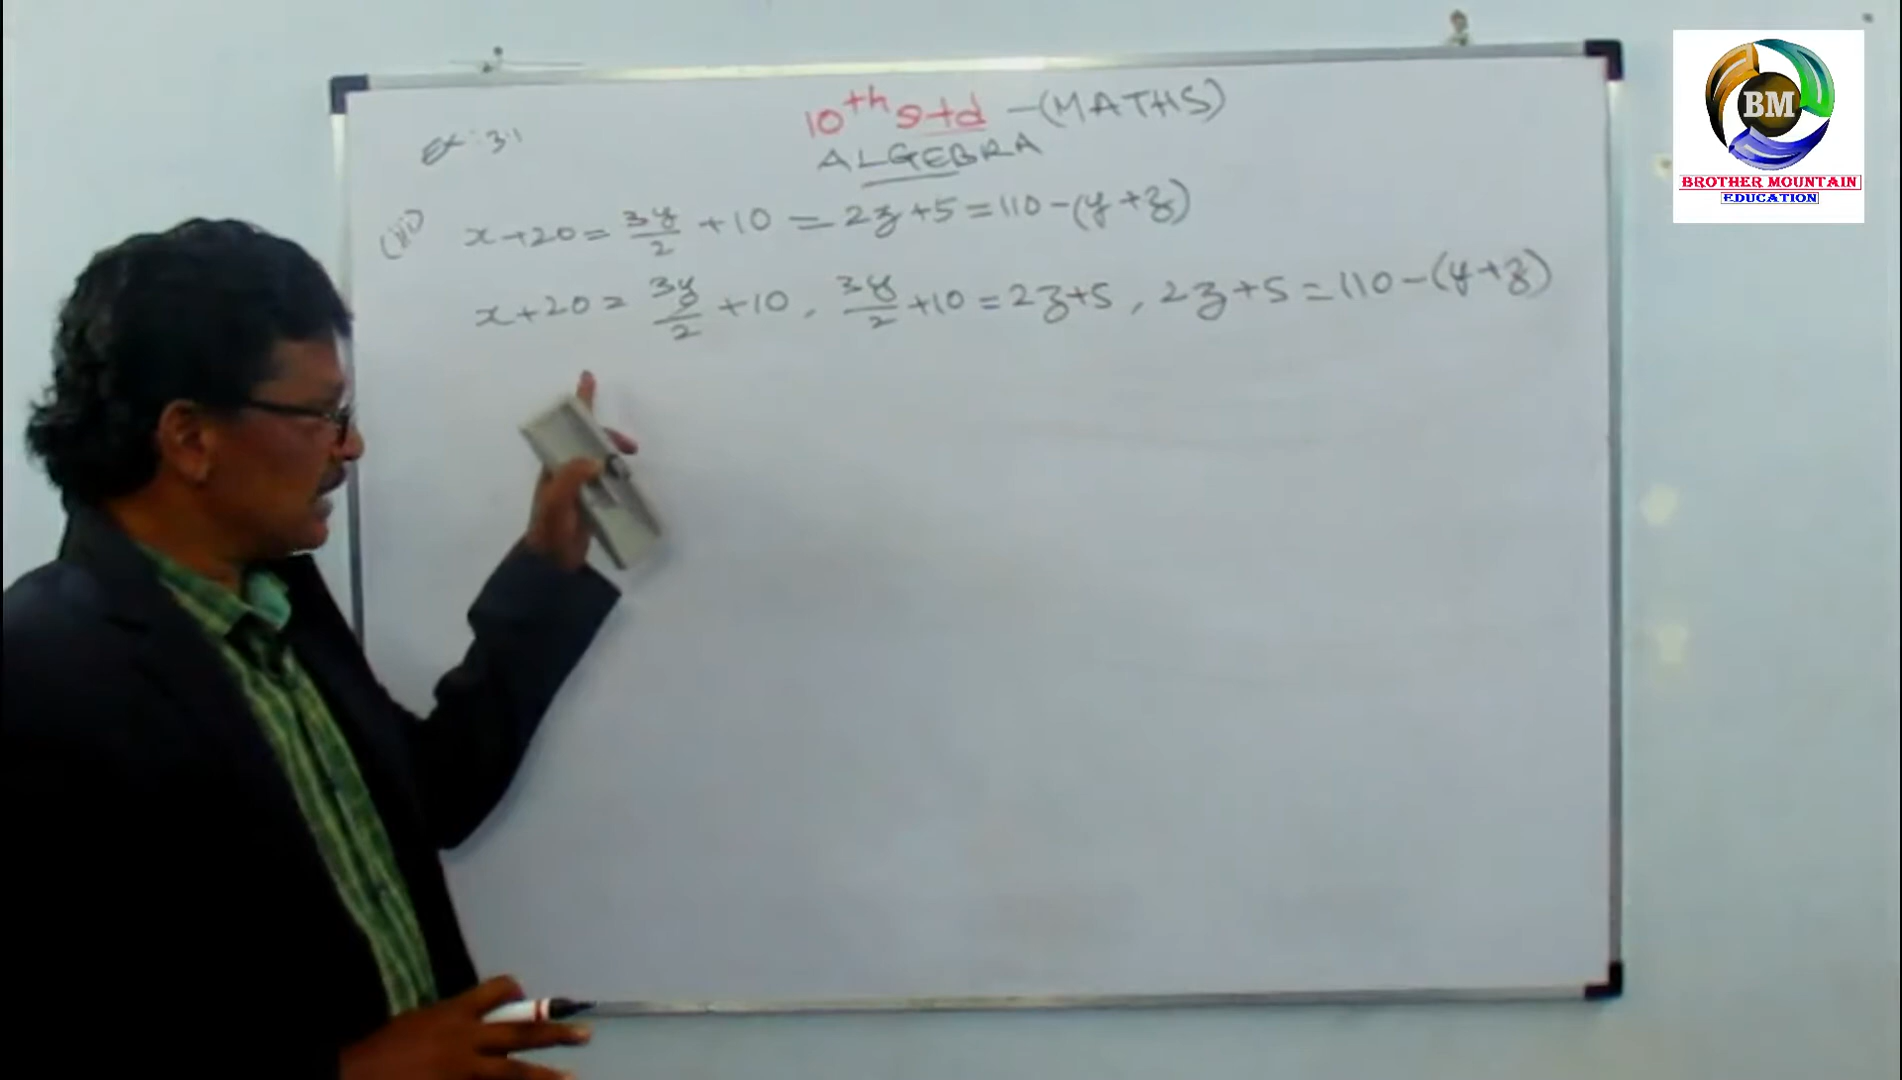 10th std - (MATHS)
Ex: 3.1
ALGEBRA
(iii) x+20 = 3y/2 + 10 = 2z+5 = 110-(y+z)
x+20 = 3y/2 + 10, 3y/2 + 10 = 2z+5, 2z+5 = 110-(y+z)
BM
BROTHER MOUNTAIN
EDUCATION